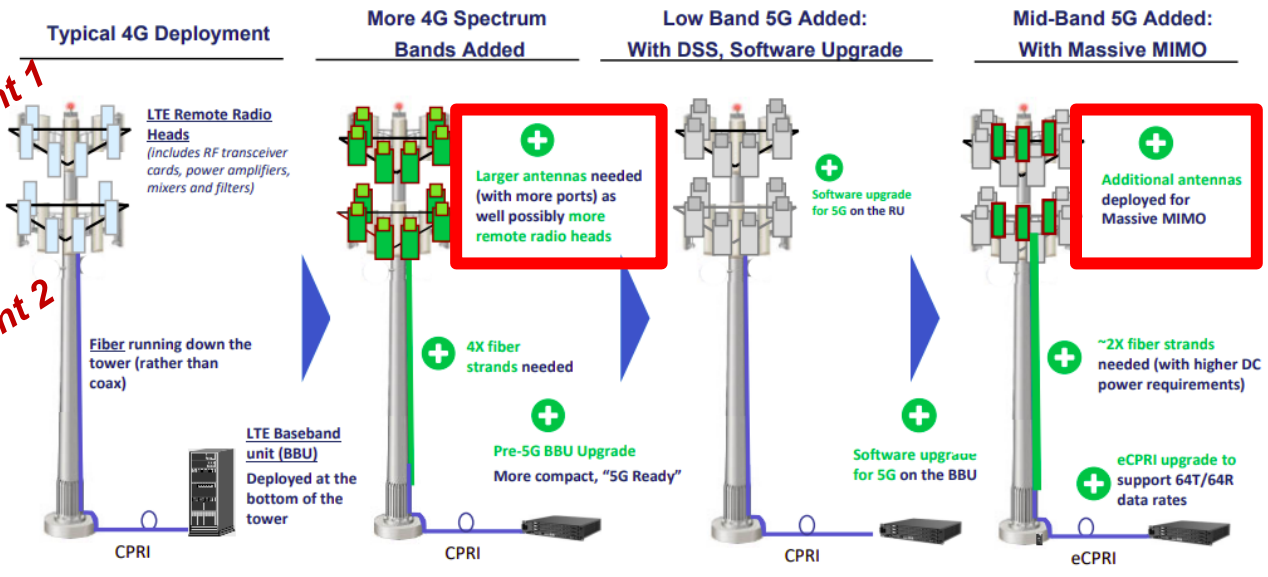 Typical 4G Deployment
More 4G Spectrum
Bands Added
Low Band 5G Added:
With DSS, Software Upgrade
Mid-Band 5G Added:
With Massive MIMO
nt 1
LTE Remote Radio
Heads
(includes RF transceiver
cards, power amplifiers,
mixers and filters)
Larger antennas needed
(with more ports) as
well possibly more
remote radio heads
Software upgrade
for 5G on the RU
Additional antennas
deployed for
Massive MIMO
nt 2
Fiber running down the
tower (rather than
coax)
4X fiber
strands needed
~2X fiber strands
needed (with higher DC
power requirements)
LTE Baseband
unit (BBU)
Deployed at the
bottom of the
tower
Pre-5G BBU Upgrade
More compact, “5G Ready”
Software upgrade
for 5G on the BBU
eCPRI upgrade to
support 64T/64R
data rates
CPRI
CPRI
CPRI
eCPRI